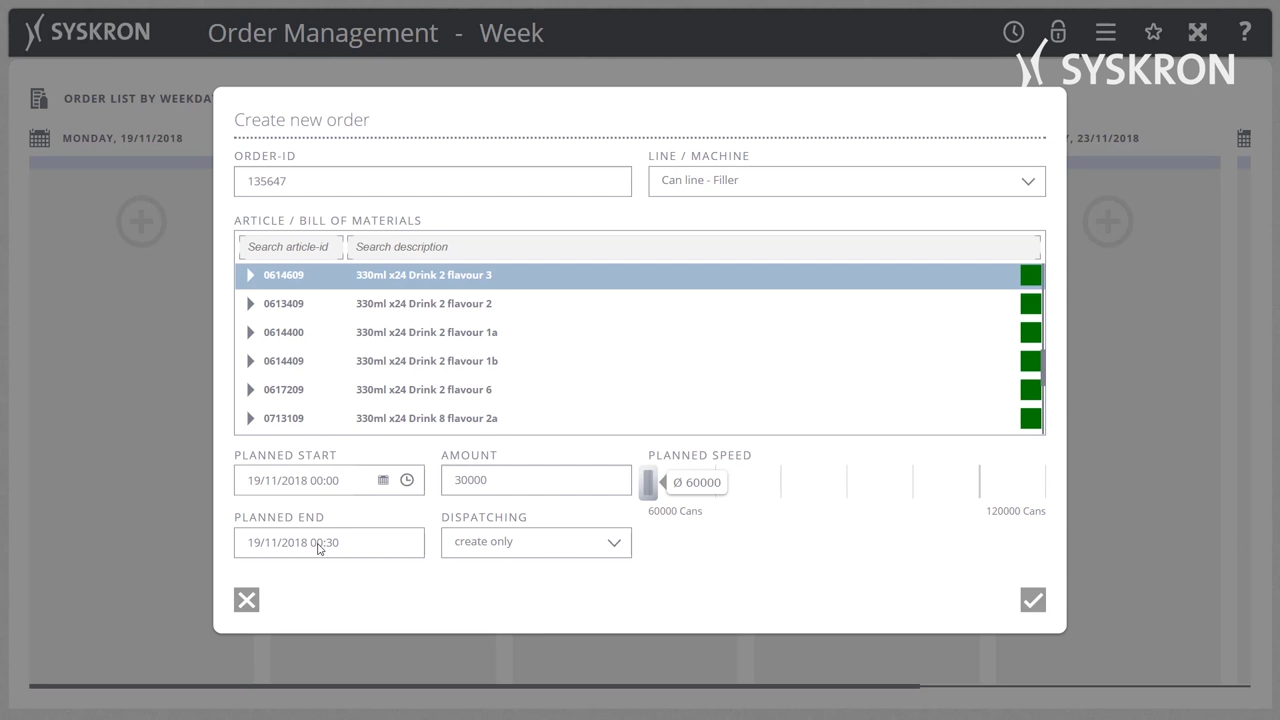 SYSKRON
Order Management - Week
?
SYSKRON
ORDER LIST BY WEEKDA
MONDAY, 19/11/2018
, 23/11/2018
Create new order
ORDER-ID
LINE / MACHINE
135647
Can line - Filler
ARTICLE / BILL OF MATERIALS
Search article-id
Search description
0614609 330ml x24 Drink 2 flavour 3
0613409 330ml x24 Drink 2 flavour 2
0614400 330ml x24 Drink 2 flavour 1a
0614409 330ml x24 Drink 2 flavour 1b
0617209 330ml x24 Drink 2 flavour 6
0713109 330ml x24 Drink 8 flavour 2a
PLANNED START
AMOUNT
PLANNED SPEED
19/11/2018 00:00
30000
Ø 60000
60000 Cans
120000 Cans
PLANNED END
DISPATCHING
19/11/2018 00:30
create only